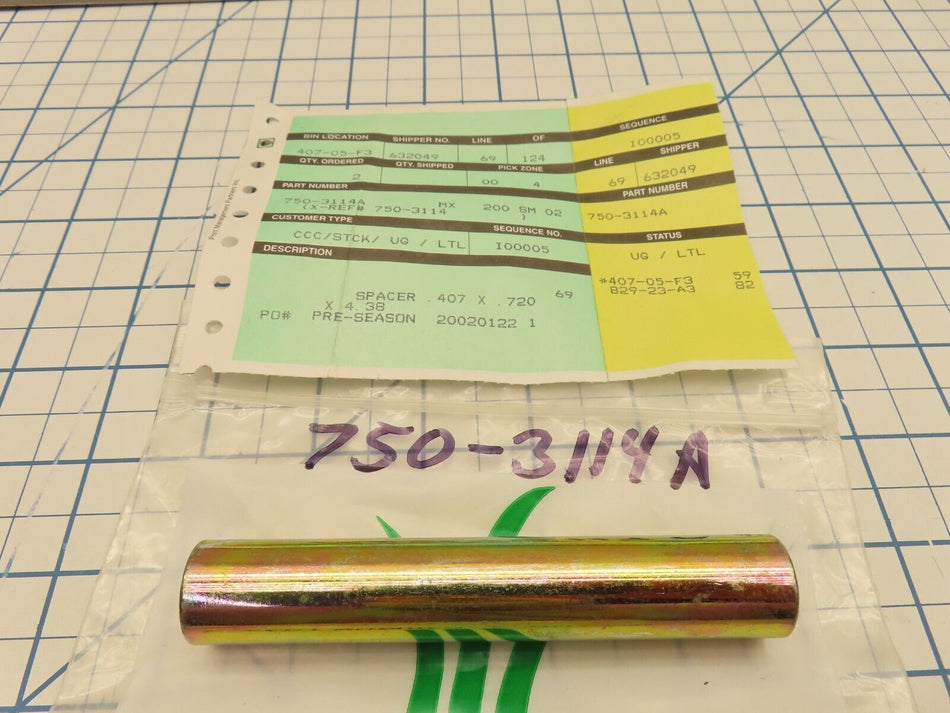 BIN LOCATION SHIPPER NO. LINE OF
407-05-F3 632049 69 124
QTY. ORDERED QTY. SHIPPED PICK ZONE
2 00 4
PART NUMBER
750-3114A MX 200 SM 02
(X-REF# 750-3114 )
CUSTOMER TYPE SEQUENCE NO.
CCC/STCK/ UG / LTL I00005
DESCRIPTION
SPACER .407 X .720 69
X 4.38
PO# PRE-SEASON 20020122 1
SEQUENCE
I00005
LINE SHIPPER
69 632049
PART NUMBER
750-3114A
STATUS
UG / LTL
*407-05-F3 59
829-23-A3 82
Print Management Partners, Inc.
750-3114A